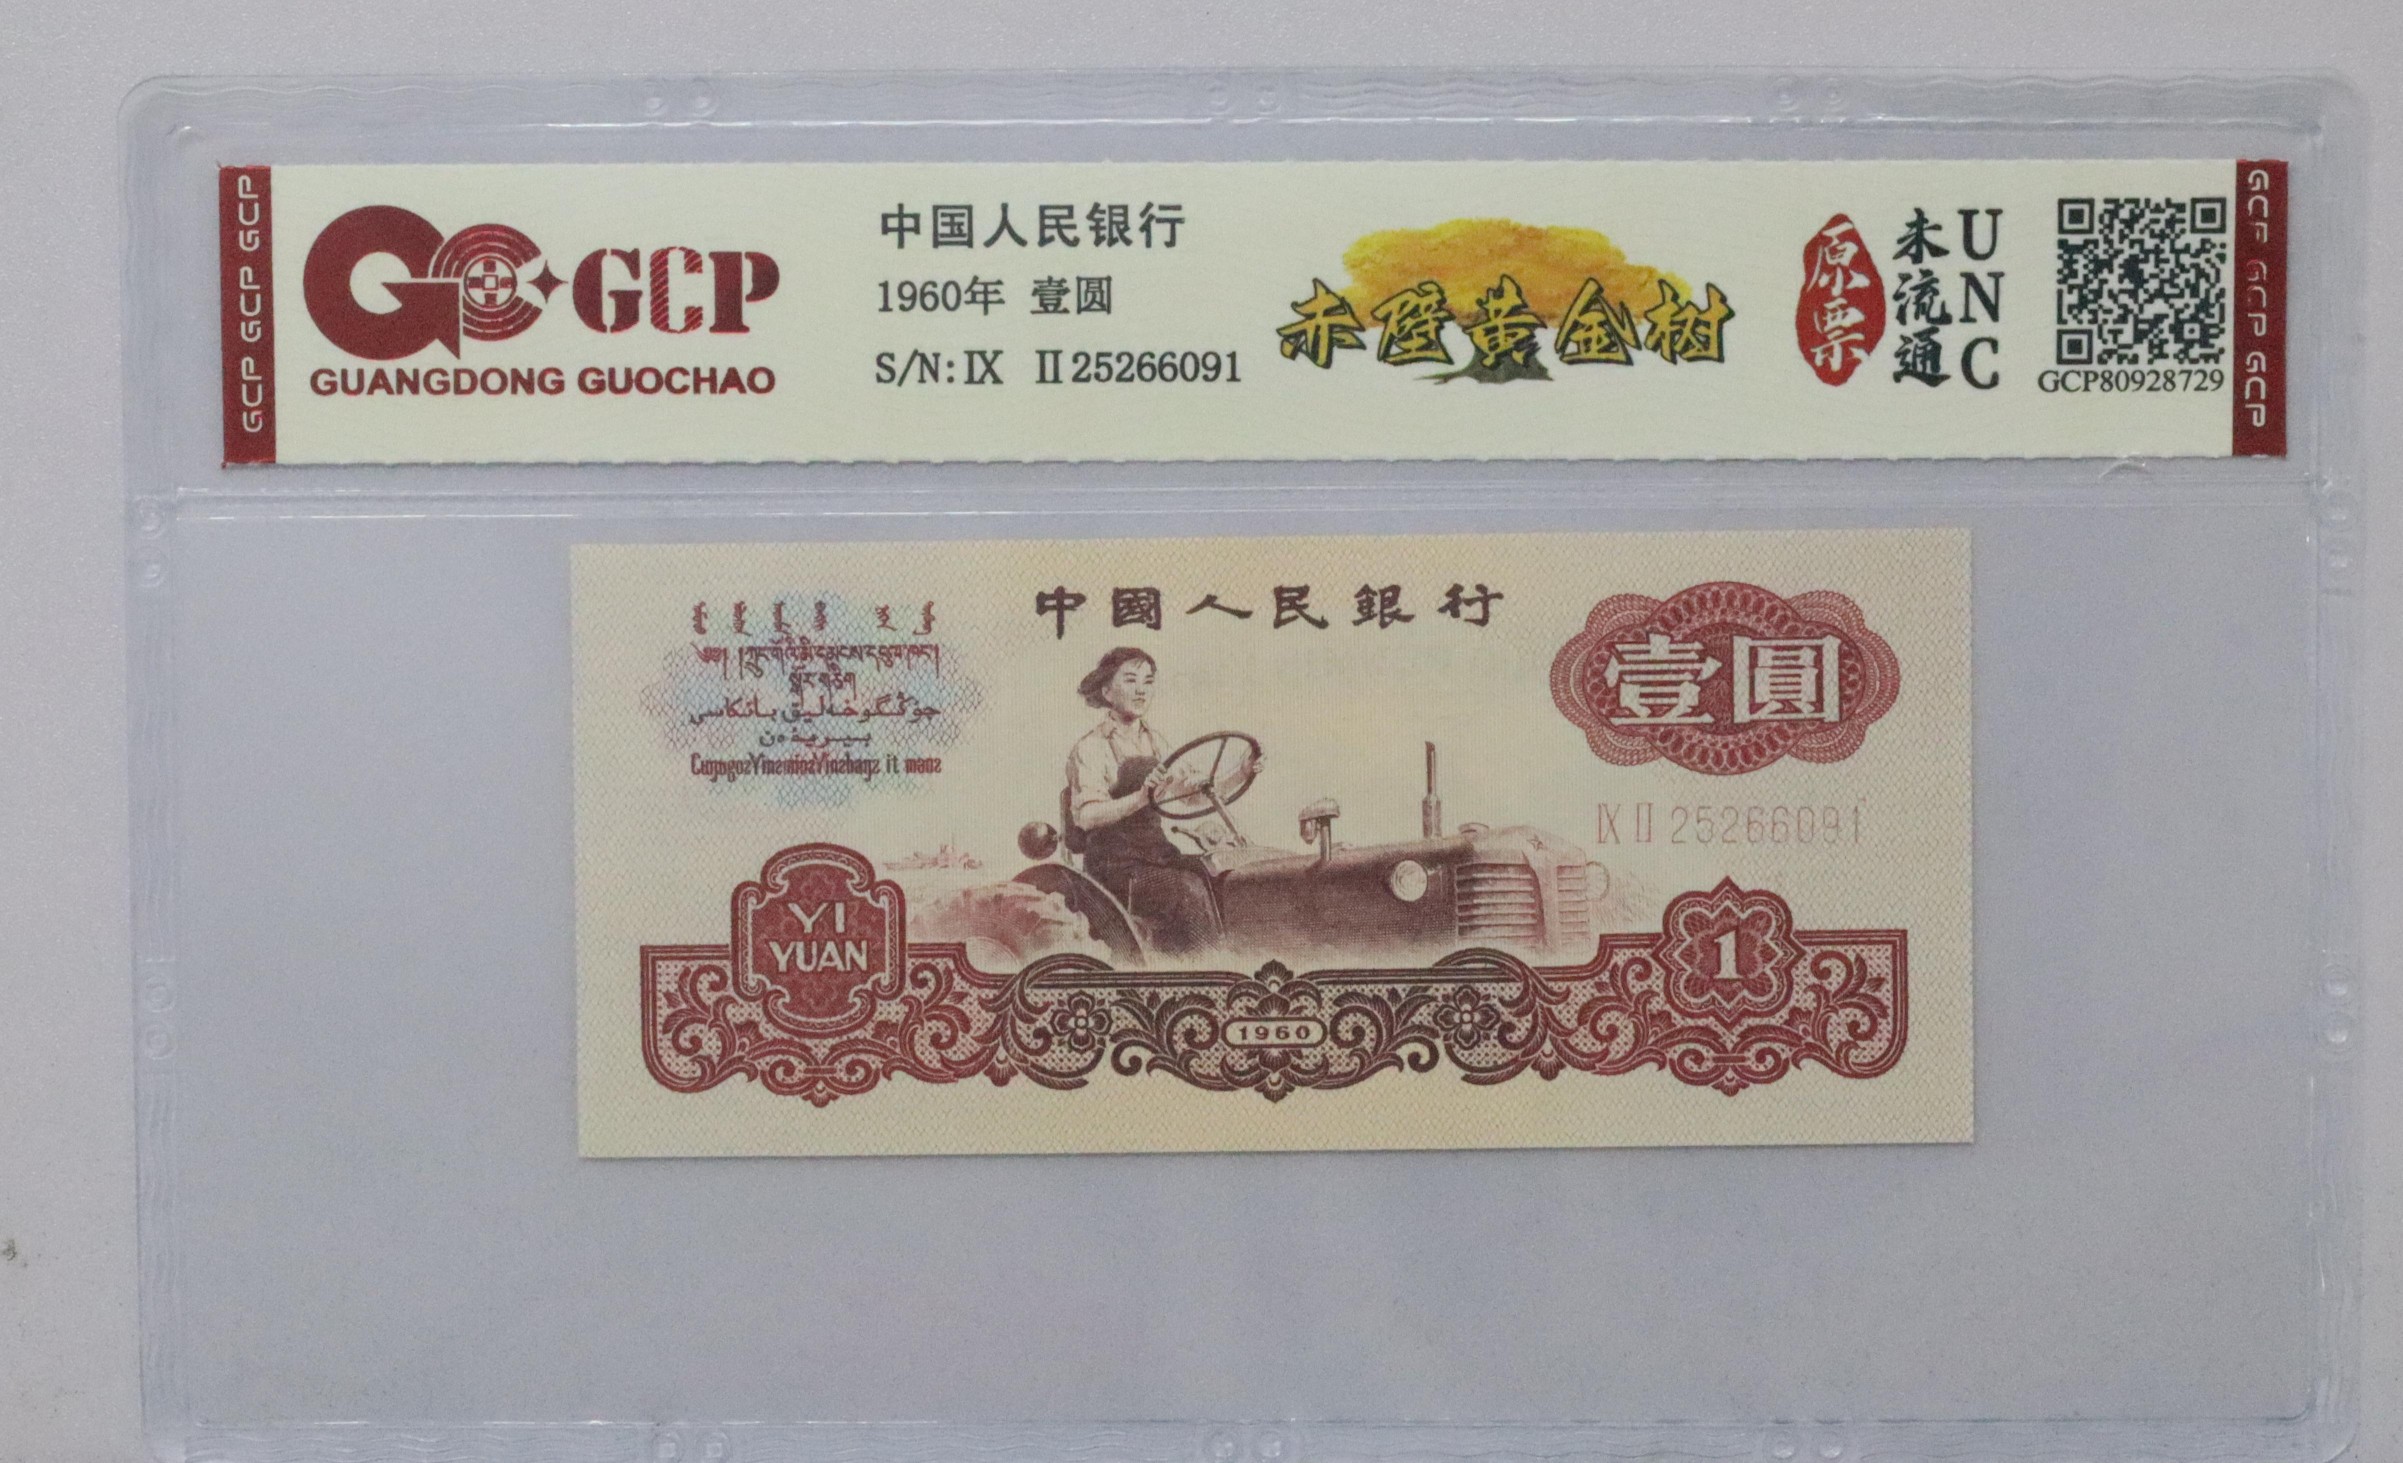 GCP GCP GCP
GCP
GUANGDONG GUOCHAO
中国人民银行
1960年 壹圆
S/N: IX II 25266091
赤壁黄金树
原票
未流通
UNC
GCP80928729
GCP GCP GCP
中國人民銀行
壹圓
IX II 25266091
YI
YUAN
1960
1